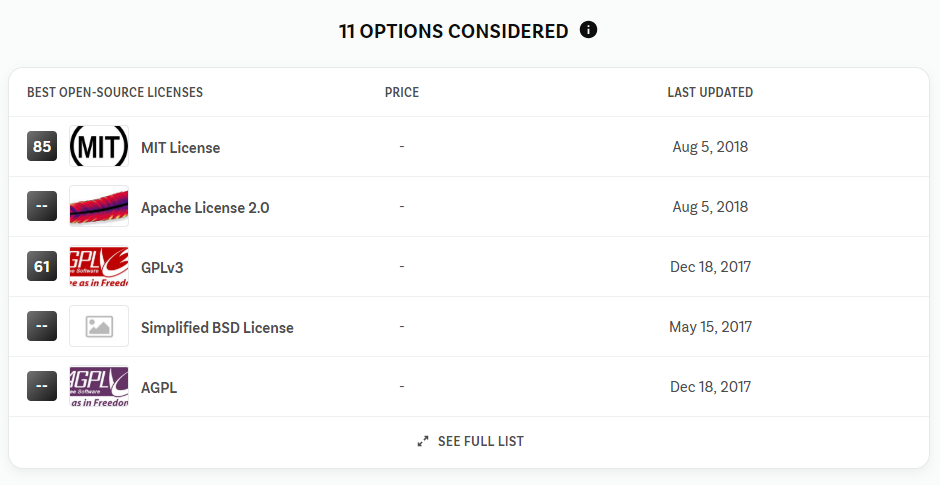 11 OPTIONS CONSIDERED
BEST OPEN-SOURCE LICENSES PRICE LAST UPDATED
85 (MIT) MIT License - Aug 5, 2018
-- Apache License 2.0 - Aug 5, 2018
61 GPLv3 - Dec 18, 2017
-- Simplified BSD License - May 15, 2017
-- AGPL - Dec 18, 2017
SEE FULL LIST